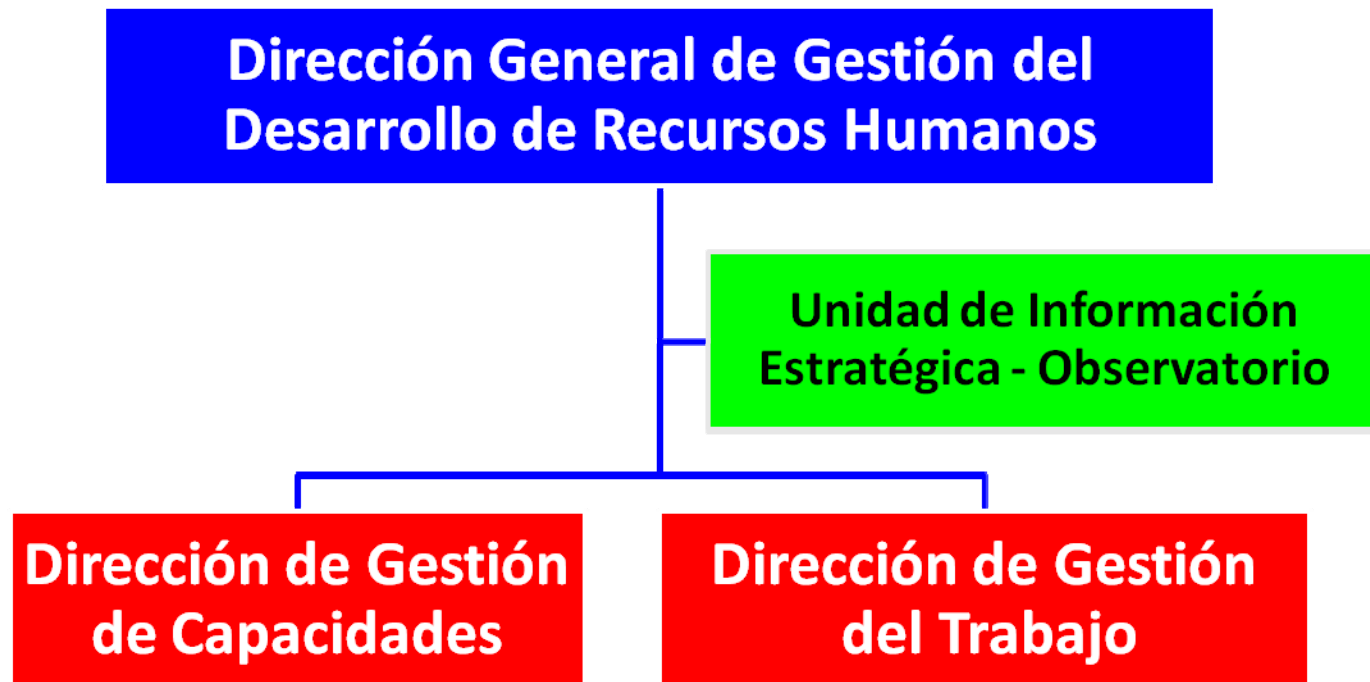 Dirección General de Gestión del
Desarrollo de Recursos Humanos
Unidad de Información
Estratégica - Observatorio
Dirección de Gestión
de Capacidades
Dirección de Gestión
del Trabajo